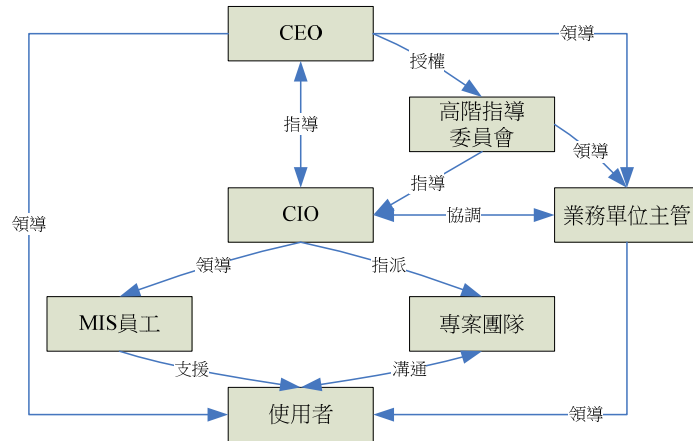 CEO
領導
授權
高階指導
委員會
指導
領導
指導
領導
CIO
協調
業務單位主管
領導
指派
MIS員工
專案團隊
支援
溝通
使用者
領導